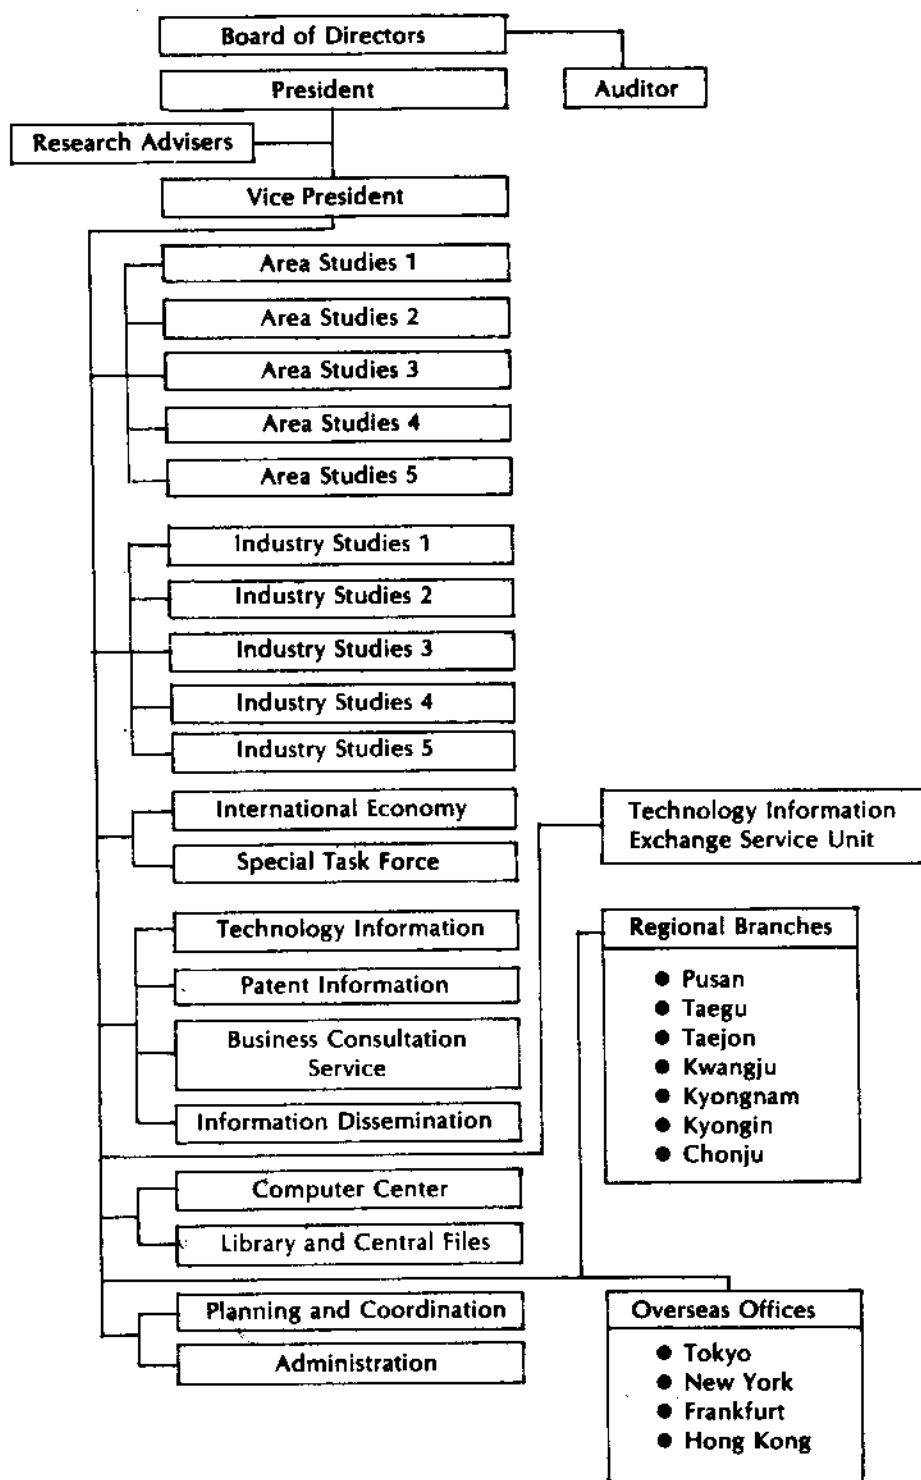 Board of Directors
President
Auditor
Research Advisers
Vice President
Area Studies 1
Area Studies 2
Area Studies 3
Area Studies 4
Area Studies 5
Industry Studies 1
Industry Studies 2
Industry Studies 3
Industry Studies 4
Industry Studies 5
International Economy
Special Task Force
Technology Information
Exchange Service Unit
Technology Information
Patent Information
Business Consultation
Service
Information Dissemination
Regional Branches
● Pusan
● Taegu
● Taejon
● Kwangju
● Kyongnam
● Kyongin
● Chonju
Computer Center
Library and Central Files
Planning and Coordination
Administration
Overseas Offices
● Tokyo
● New York
● Frankfurt
● Hong Kong